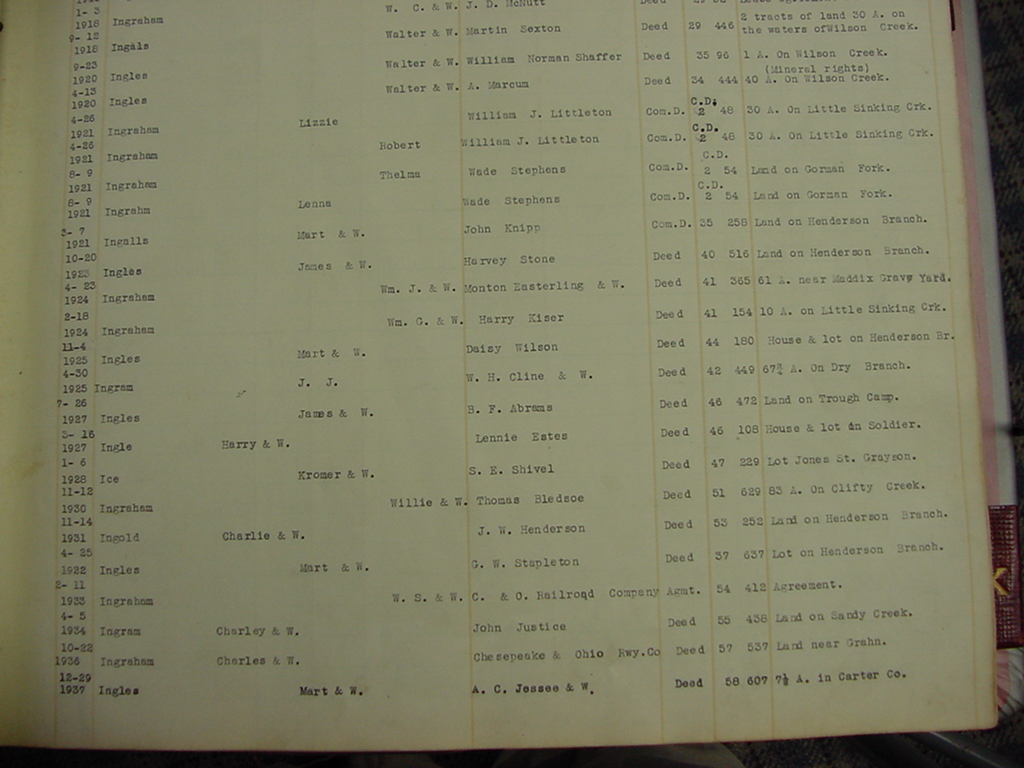 1- 3
1918 Ingraham W. C. & W. J. D. McNutt Deed
9- 12
1918 Ingals Walter & W. Martin Sexton Deed 29 446 2 tracts of land 30 A. on the waters ofWilson Creek.
9-23
1920 Ingles Walter & W. William Norman Shaffer Deed 35 96 1 A. On Wilson Creek.
(Mineral rights)
4-13
1920 Ingles Walter & W. A. Marcum Deed 34 444 40 A. On Wilson Creek.
4-26
1921 Ingraham Lizzie William J. Littleton Com.D. C.D. 2 48 30 A. On Little Sinking Crk.
4-26
1921 Ingraham Robert William J. Littleton Com.D. C.D. 2 48 30 A. On Little Sinking Crk.
8- 9
1921 Ingraham Thelma Wade Stephens Com.D. C.D. 2 54 Land on Gorman Fork.
8- 9
1921 Ingrahm Lenna Wade Stephens Com.D. C.D. 2 54 Land on Gorman Fork.
3- 7
1921 Ingalls Mart & W. John Knipp Com.D. 35 258 Land on Henderson Branch.
10-20
1923 Ingles James & W. Harvey Stone Deed 40 516 Land on Henderson Branch.
4- 23
1924 Ingraham Wm. J. & W. Monton Easterling & W. Deed 41 365 61 A. near Maddix Grave Yard.
2-18
1924 Ingraham Wm. G. & W. Harry Kiser Deed 41 154 10 A. on Little Sinking Crk.
11-4
1925 Ingles Mart & W. Daisy Wilson Deed 44 180 House & lot on Henderson Br.
4-30
1925 Ingram J. J. W. H. Cline & W. Deed 42 449 A. On Dry Branch.
7- 26
1927 Ingles James & W. B. F. Abrams Deed 46 472 Land on Trough Camp.
3- 16
1927 Ingle Harry & W. Lennie Estes Deed 46 108 House & lot in Soldier.
1- 6
1928 Ice Kromer & W. S. E. Shivel Deed 47 229 Lot Jones St. Grayson.
11-12
1930 Ingraham Willie & W. Thomas Bledsoe Deed 51 629 83 A. On Clifty Creek.
11-14
1931 Ingold Charlie & W. J. W. Henderson Deed 53 252 Land on Henderson Branch.
4- 25
1922 Ingles Mart & W. G. W. Stapleton Deed 37 637 Lot on Henderson Branch.
2- 11
1933 Ingraham W. S. & W. C. & O. Railroad Company Agmt. 54 412 Agreement.
4- 5
1934 Ingram Charley & W. John Justice Deed 55 438 Land on Sandy Creek.
10-22
1936 Ingraham Charles & W. Chesepeake & Ohio Rwy.Co Deed 57 537 Land near Grahn.
12-29
1937 Ingles Mart & W. A. C. Jessee & W. Deed 58 607 7½ A. in Carter Co.